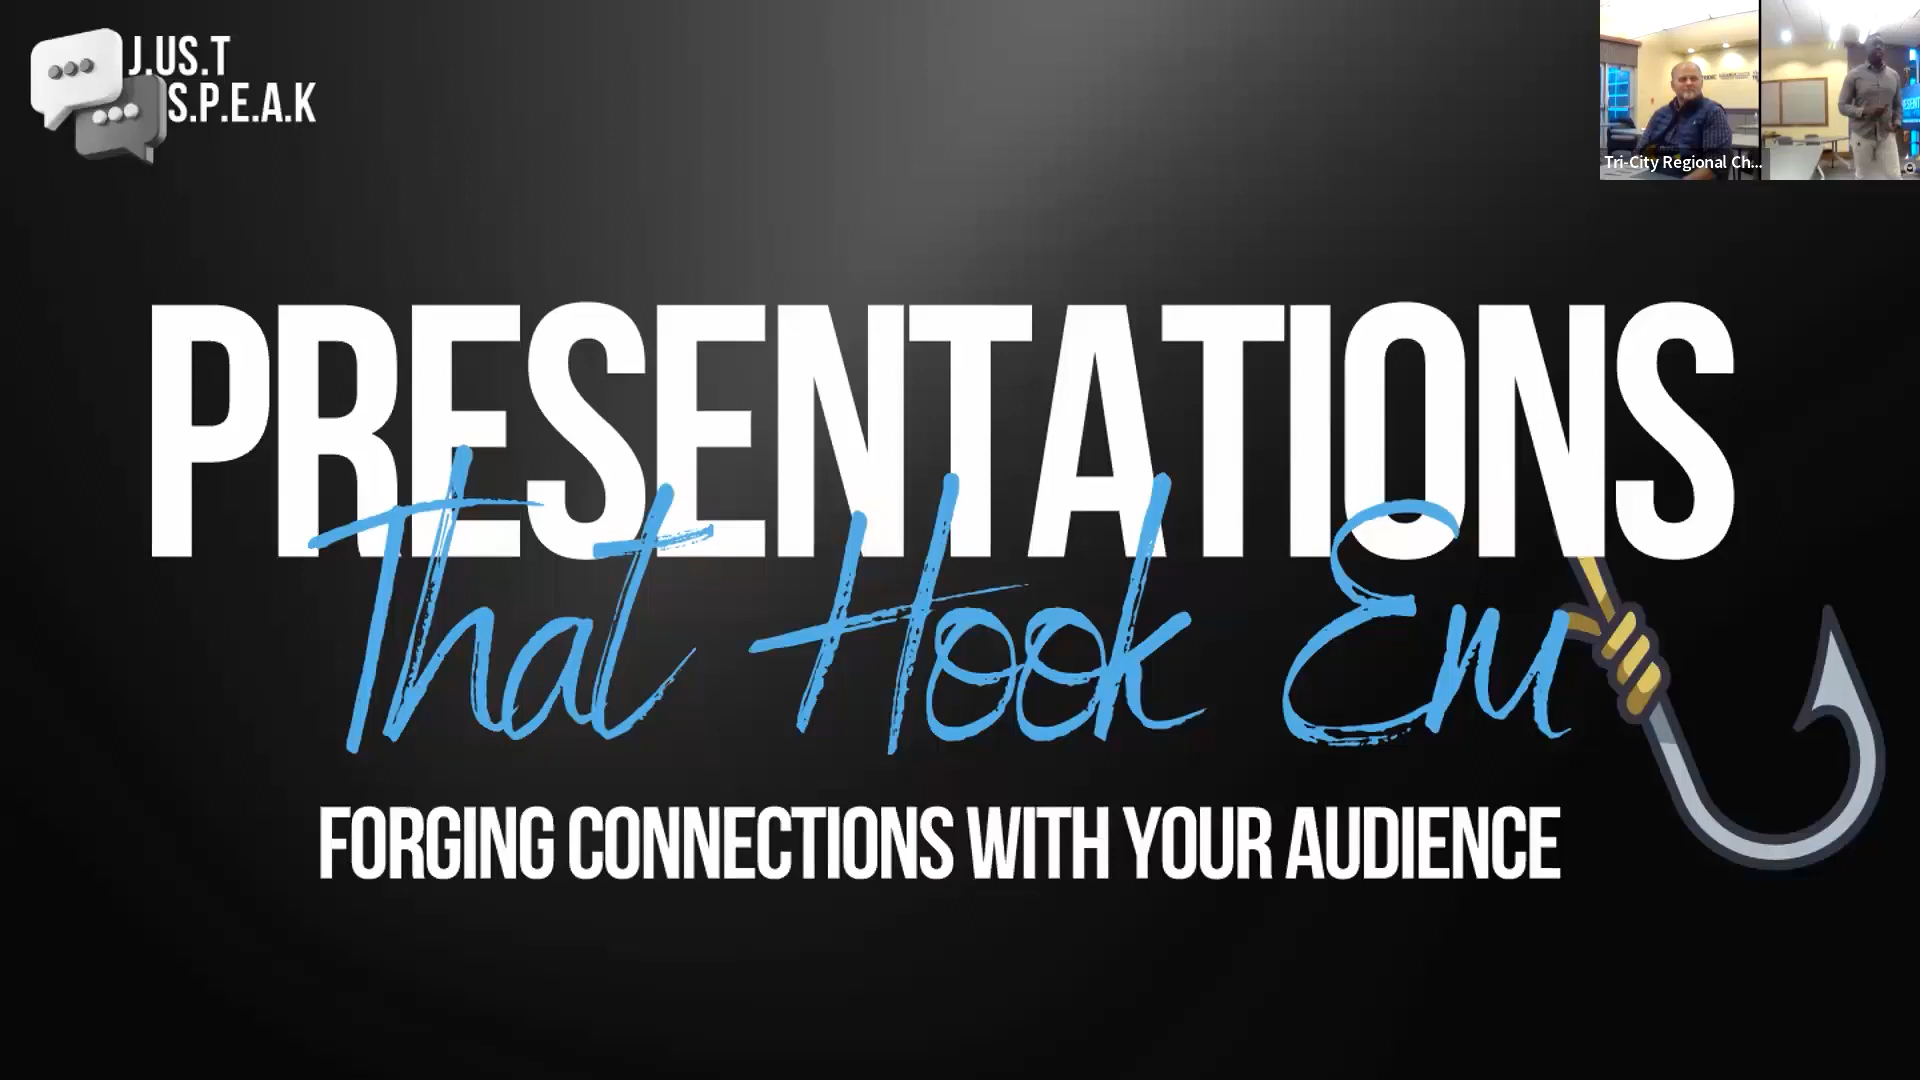 J.US.T
S.P.E.A.K
Tri-City Regional Ch...
PRESENTATIONS
That Hook Em
FORGING CONNECTIONS WITH YOUR AUDIENCE